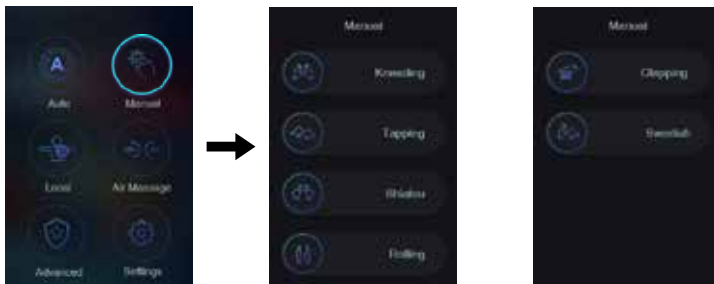 A
Auto Manual
Local Air Massage
Advanced Settings
Manual
Kneading
Tapping
Shiatsu
Rolling
Manual
Clapping
Swedish